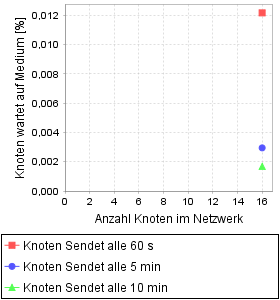 Knoten wartet auf Medium [%]
0,012
0,010
0,008
0,006
0,004
0,002
0,000
0 2 4 6 8 10 12 14 16
Anzahl Knoten im Netzwerk
Knoten Sendet alle 60 s
Knoten Sendet alle 5 min
Knoten Sendet alle 10 min